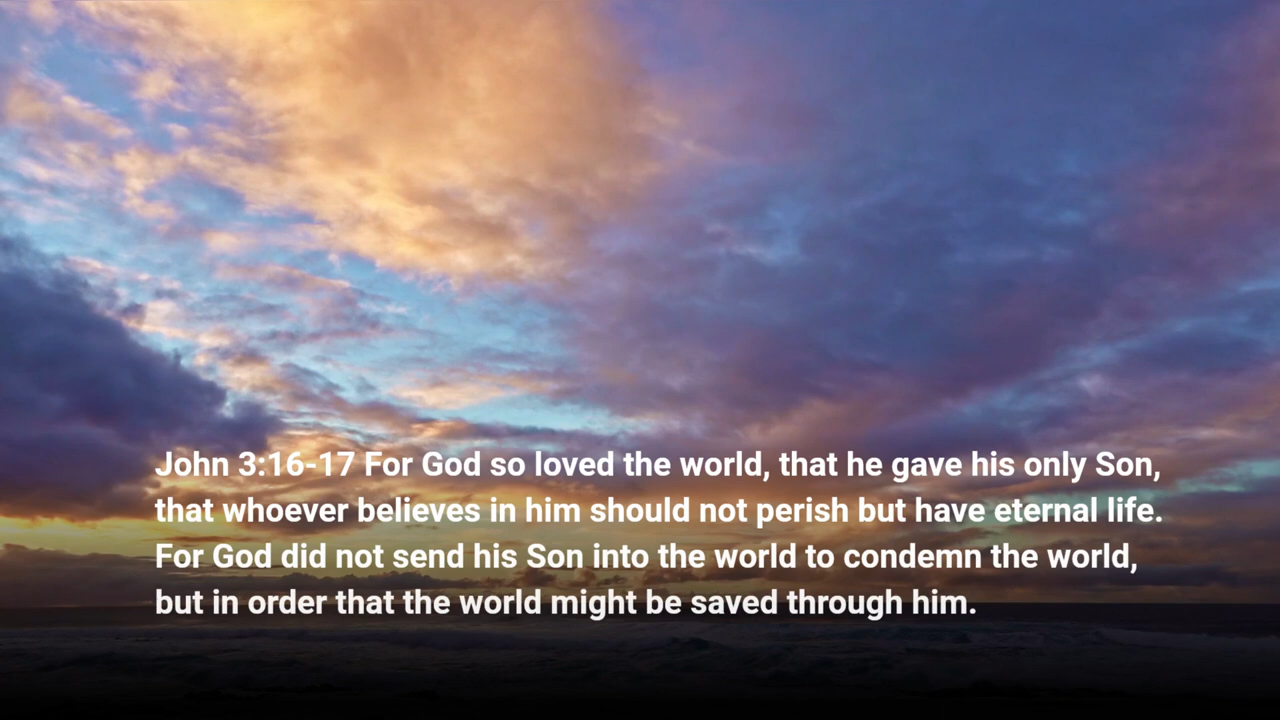 John 3:16-17 For God so loved the world, that he gave his only Son,
that whoever believes in him should not perish but have eternal life.
For God did not send his Son into the world to condemn the world,
but in order that the world might be saved through him.